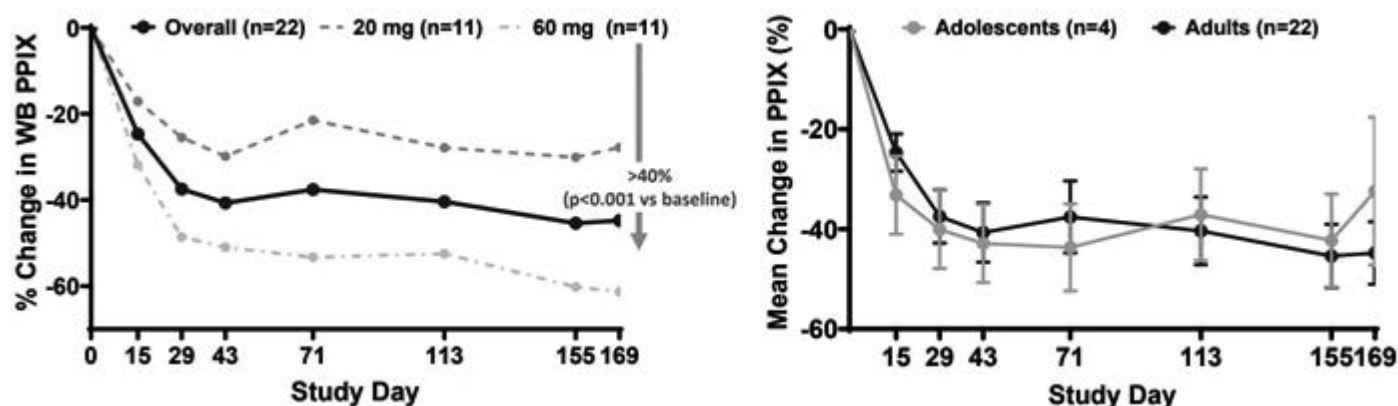 % Change in WB PPIX
0
-20
-40
-60
Overall (n=22) 20 mg (n=11) 60 mg (n=11)
>40%
(p<0.001 vs baseline)
0 15 29 43 71 113 155 169
Study Day
Mean Change in PPIX (%)
0
-20
-40
-60
Adolescents (n=4) Adults (n=22)
15 29 43 71 113 155 169
Study Day